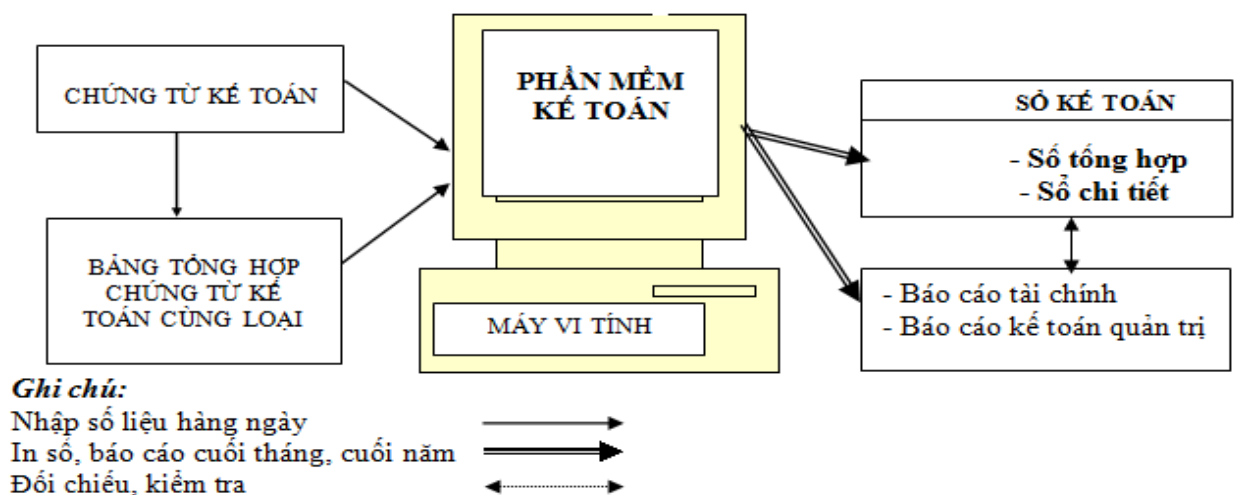 CHỨNG TỪ KẾ TOÁN
BẢNG TỔNG HỢP
CHỨNG TỪ KẾ
TOÁN CÙNG LOẠI
PHẦN MỀM
KẾ TOÁN
MÁY VI TÍNH
SỔ KẾ TOÁN
- Sổ tổng hợp
- Sổ chi tiết
- Báo cáo tài chính
- Báo cáo kế toán quản trị
Ghi chú:
Nhập số liệu hàng ngày
In sổ, báo cáo cuối tháng, cuối năm
Đối chiếu, kiểm tra